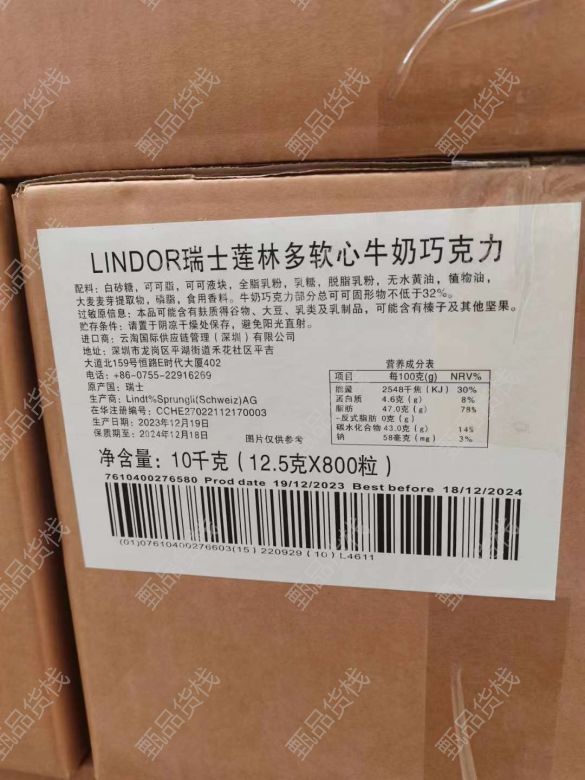 LINDOR瑞士莲林多软心牛奶巧克力
配料：白砂糖，可可脂，可可液块，全脂乳粉，乳糖，脱脂乳粉，无水黄油，植物油，
大麦麦芽提取物，磷脂，食用香料。牛奶巧克力部分总可可固形物不低于32%。
过敏原信息：本品可能含有麸质得谷物、大豆、乳类及乳制品，可能含有榛子及其他坚果。
贮存条件：请置于阴凉干燥处保存，避免阳光直射。
进口商：云淘国际供应链管理（深圳）有限公司
地址：深圳市龙岗区平湖街道禾花社区平吉
大道北159号恒路E时代大厦402
电话：+86-0755-22916269
原产国：瑞士
生产商：Lindt%Sprungli(Schweiz)AG
在华注册编号：CCHE27022112170003
生产日期：2023年12月19日
保质期至：2024年12月18日
图片仅供参考
营养成分表
项目 每100克(g) NRV%
能量 2548千焦（KJ）30%
蛋白质 4.6克(g) 8%
脂肪 47.0克(g) 78%
-反式脂肪 0克(g)
碳水化合物 43.0克(g) 14%
钠 58毫克(mg) 3%
净含量：10千克（12.5克X800粒）
7610400276580 Prod date 19/12/2023 Best before 18/12/2024
(01)07610400276603(15)220929(10)L4611
甄品货栈